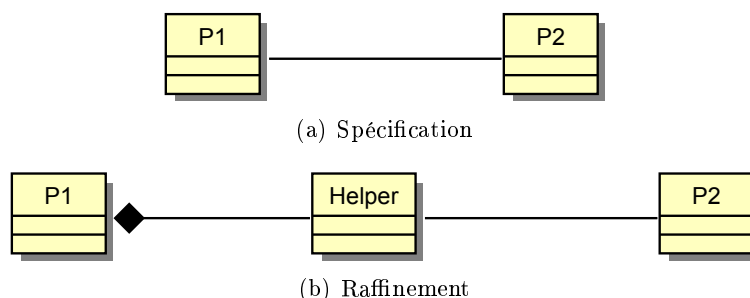 P1
P2
(a) Spécification
P1
Helper
P2
(b) Raffinement